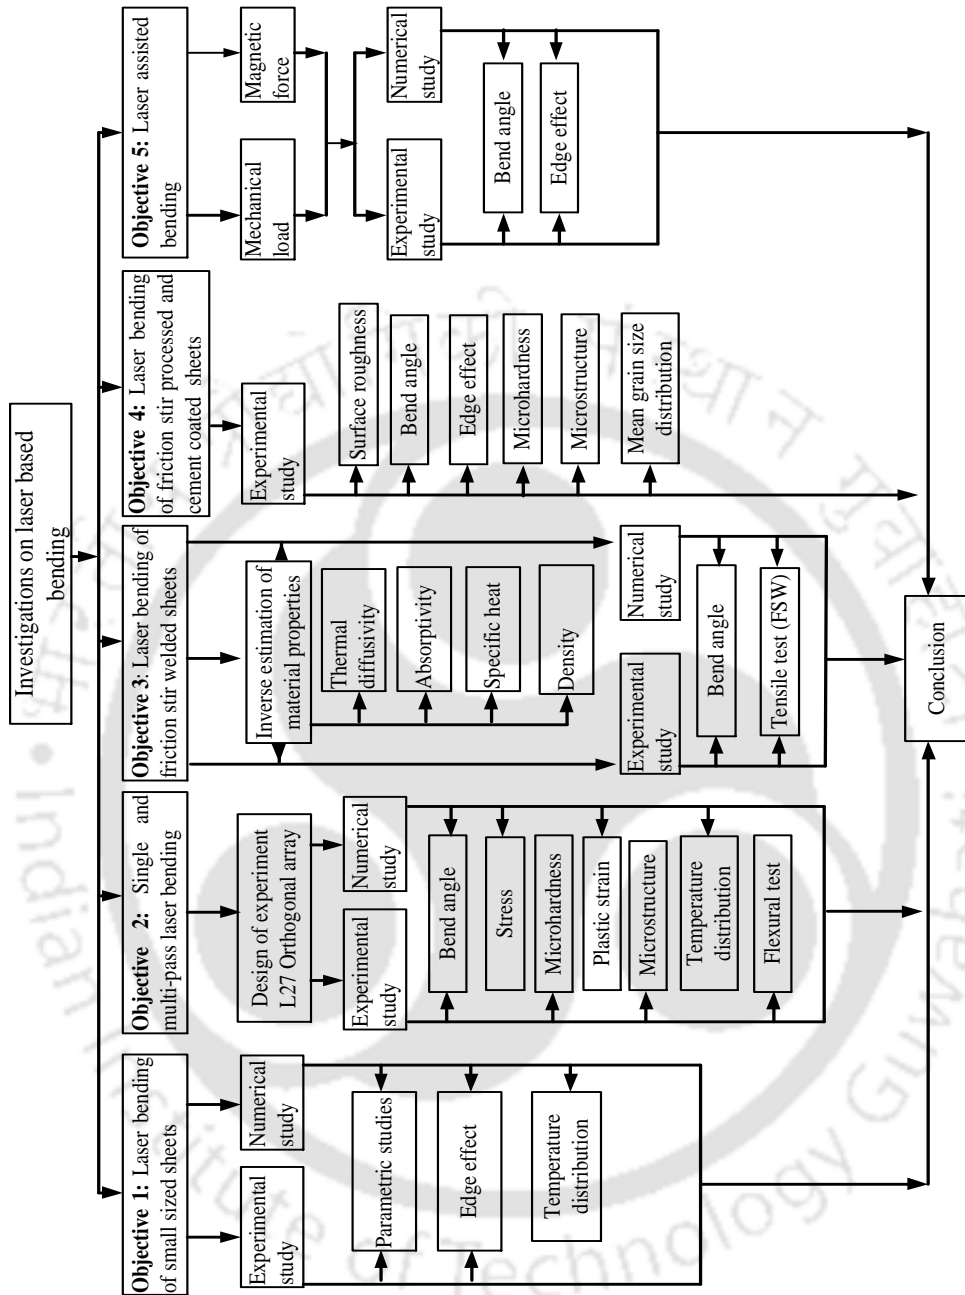 Investigations on laser based
bending
Objective 1: Laser bending
of small sized sheets
Experimental
study
Numerical
study
Parametric studies
Edge effect
Temperature
distribution
Objective 2: Single and
multi-pass laser bending
Design of experiment
L27 Orthogonal array
Experimental
study
Numerical
study
Bend angle
Stress
Microhardness
Plastic strain
Microstructure
Temperature
distribution
Flexural test
Objective 3: Laser bending of
friction stir welded sheets
Inverse estimation of
material properties
Thermal
diffusivity
Absorptivity
Specific heat
Density
Experimental
study
Numerical
study
Bend angle
Tensile test (FSW)
Objective 4: Laser bending
of friction stir processed and
cement coated sheets
Experimental
study
Surface roughness
Bend angle
Edge effect
Microhardness
Microstructure
Mean grain size
distribution
Objective 5: Laser assisted
bending
Mechanical
load
Magnetic
force
Experimental
study
Numerical
study
Bend angle
Edge effect
Conclusion
Indian Institute of Technology Guwahati